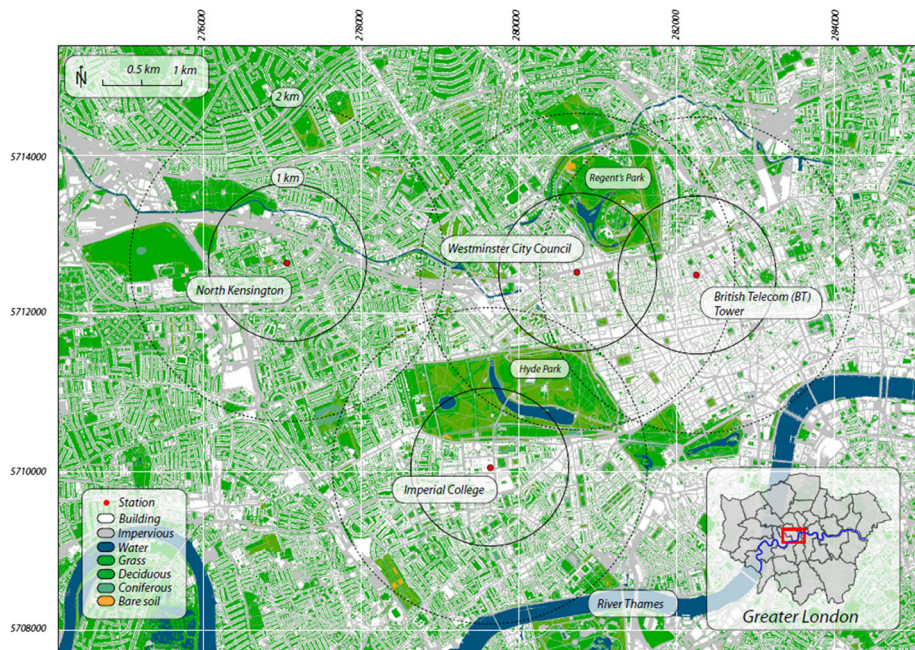 276000
278000
280000
282000
284000
N
0.5 km
1 km
2 km
5714000
1 km
Regent's Park
Westminster City Council
North Kensington
British Telecom (BT)
Tower
5712000
Hyde Park
5710000
Imperial College
Station
Building
Impervious
Water
Grass
Deciduous
Coniferous
Bare soil
River Thames
Greater London
5708000